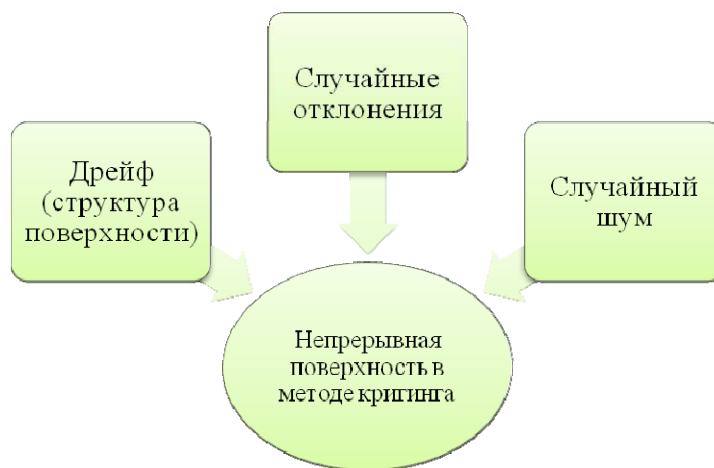 Дрейф
(структура
поверхности)
Случайные
отклонения
Случайный
шум
Непрерывная
поверхность в
методе кригинга